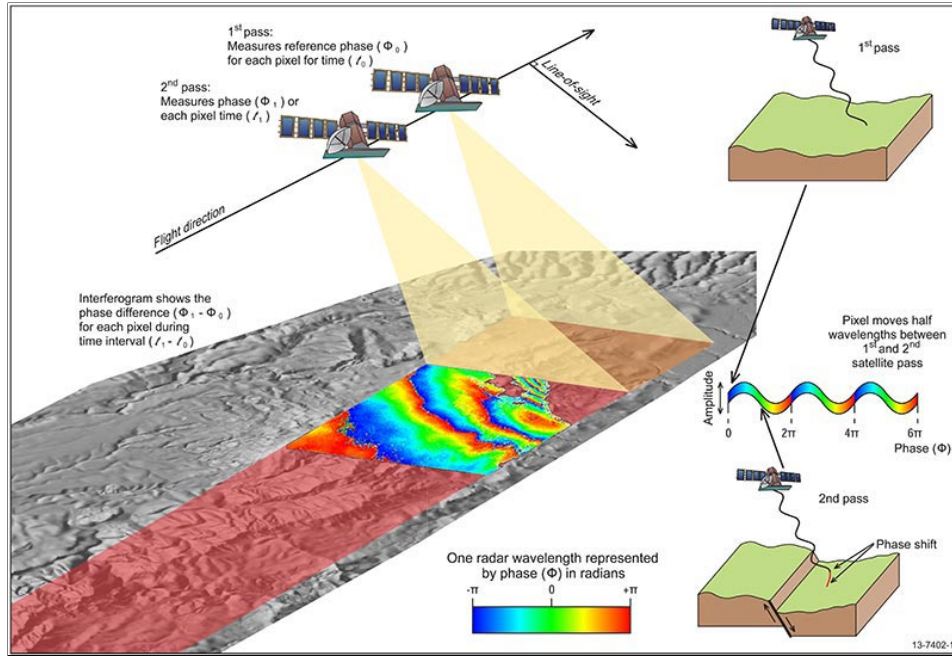 1st pass:
Measures reference phase (Φ0)
for each pixel for time (t0)
2nd pass:
Measures phase (Φ1) or
each pixel time (t1)
Line-of-sight
Flight direction
Interferogram shows the
phase difference (Φ1 - Φ0)
for each pixel during
time interval (t1 - t0)
1st pass
Pixel moves half
wavelengths between
1st and 2nd
satellite pass
Amplitude
0 2π 4π 6π
Phase (Φ)
2nd pass
Phase shift
One radar wavelength represented
by phase (Φ) in radians
-π 0 +π
13-7402-1